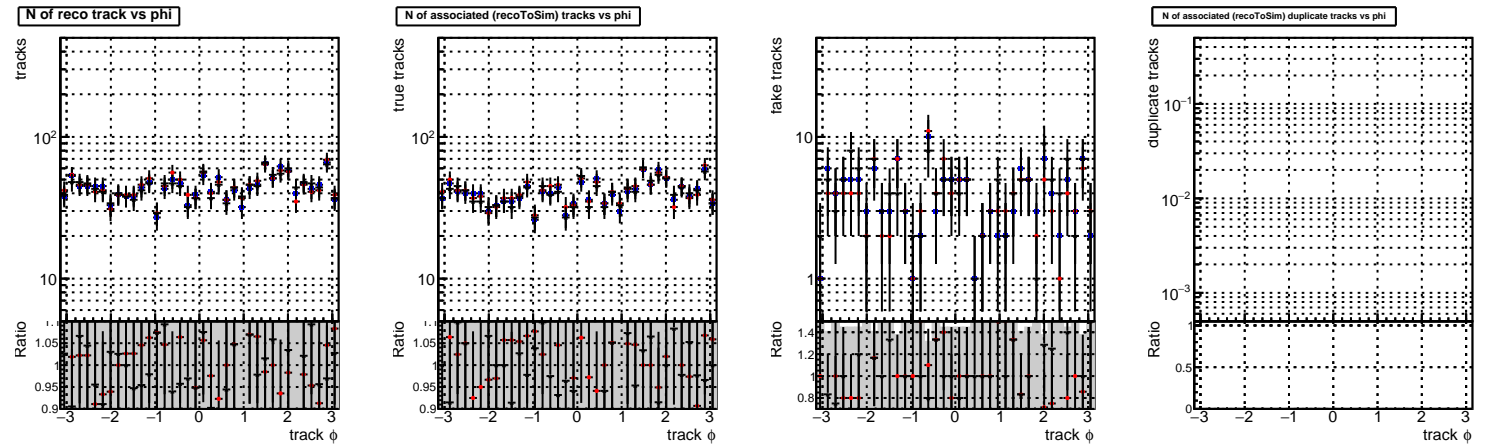 N of reco track vs phi
tracks
10²
10
Ratio
1.1
1.05
1
0.95
0.9
−3 −2 −1 0 1 2 3
track ϕ
N of associated (recoToSim) tracks vs phi
true tracks
10²
10
Ratio
1.1
1.05
1
0.95
0.9
−3 −2 −1 0 1 2 3
track ϕ
fake tracks
10
1
Ratio
1.4
1.2
1
0.8
−3 −2 −1 0 1 2 3
track ϕ
N of associated (recoToSim) duplicate tracks vs phi
duplicate tracks
10⁻¹
10⁻²
10⁻³
Ratio
1
0.5
0
−3 −2 −1 0 1 2 3
track ϕ